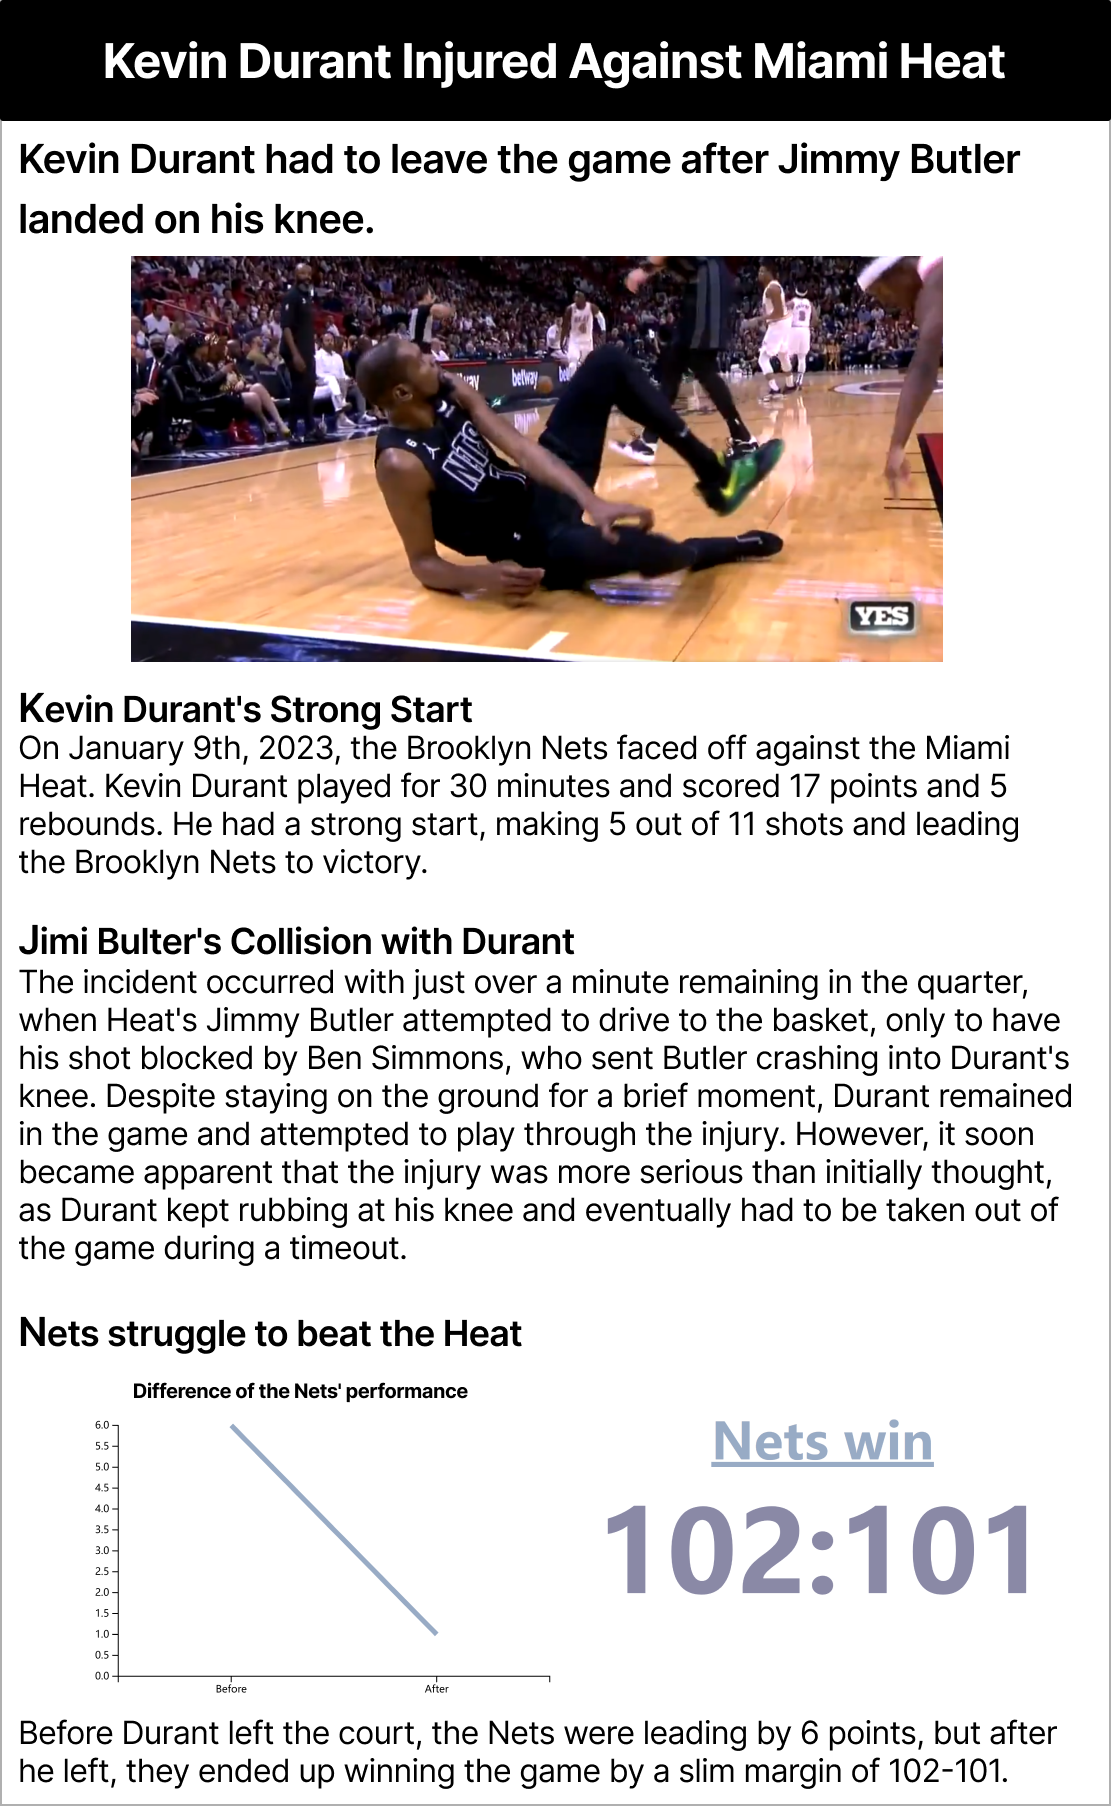 Kevin Durant Injured Against Miami Heat
Kevin Durant had to leave the game after Jimmy Butler
landed on his knee.
way
betway
be
6
NETS
7
YES
Kevin Durant's Strong Start
On January 9th, 2023, the Brooklyn Nets faced off against the Miami
Heat. Kevin Durant played for 30 minutes and scored 17 points and 5
rebounds. He had a strong start, making 5 out of 11 shots and leading
the Brooklyn Nets to victory.
Jimi Bulter's Collision with Durant
The incident occurred with just over a minute remaining in the quarter,
when Heat's Jimmy Butler attempted to drive to the basket, only to have
his shot blocked by Ben Simmons, who sent Butler crashing into Durant's
knee. Despite staying on the ground for a brief moment, Durant remained
in the game and attempted to play through the injury. However, it soon
became apparent that the injury was more serious than initially thought,
as Durant kept rubbing at his knee and eventually had to be taken out of
the game during a timeout.
Nets struggle to beat the Heat
Difference of the Nets' performance
6.0
5.5
5.0
4.5
4.0
3.5
3.0
2.5
2.0
1.5
1.0
0.5
0.0
Before
After
Nets win
102:101
Before Durant left the court, the Nets were leading by 6 points, but after
he left, they ended up winning the game by a slim margin of 102-101.